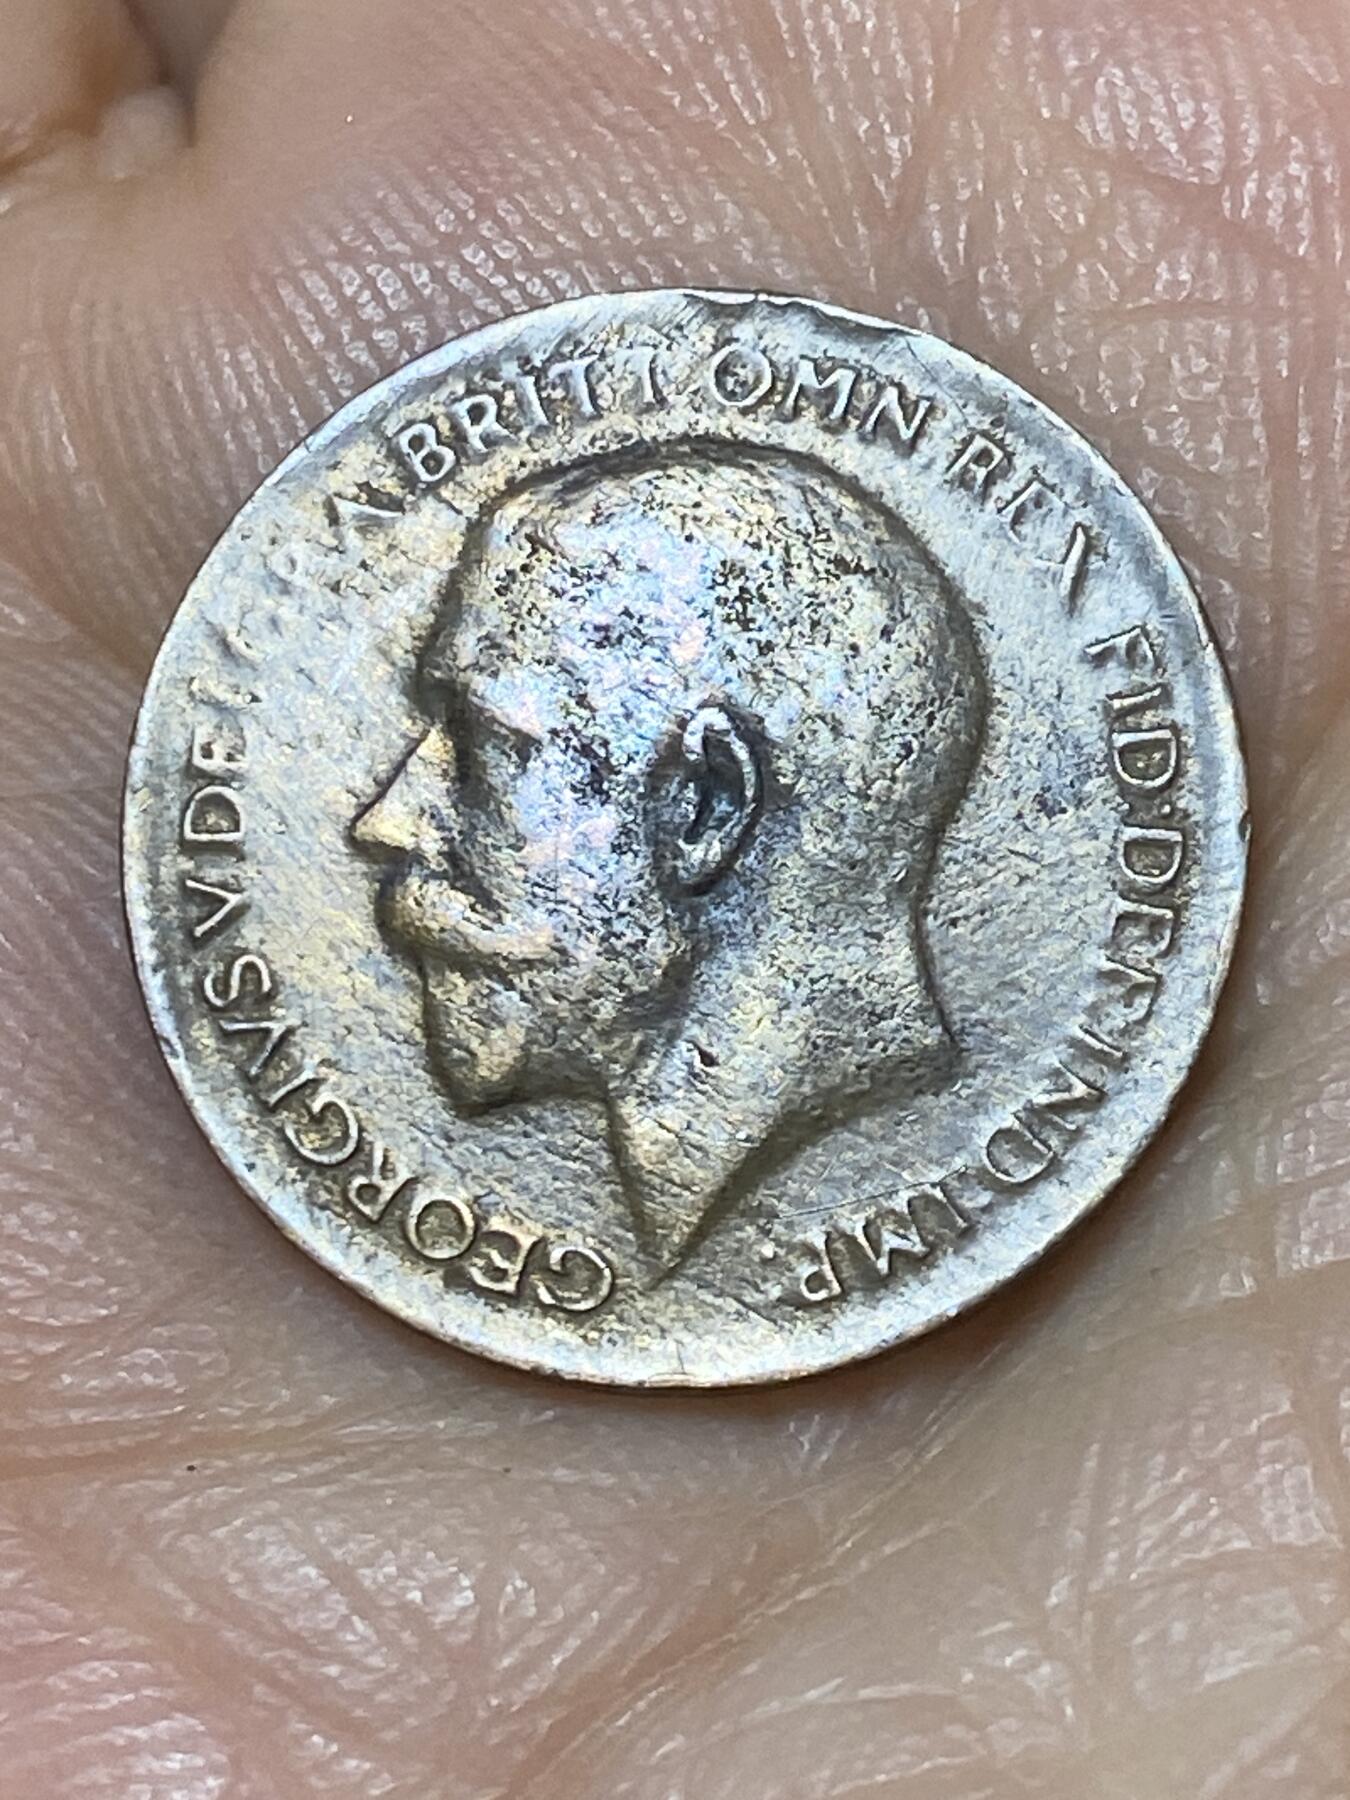 GEORGIVS V DEI GRA BRITT OMN REX FID DEF IND IMP